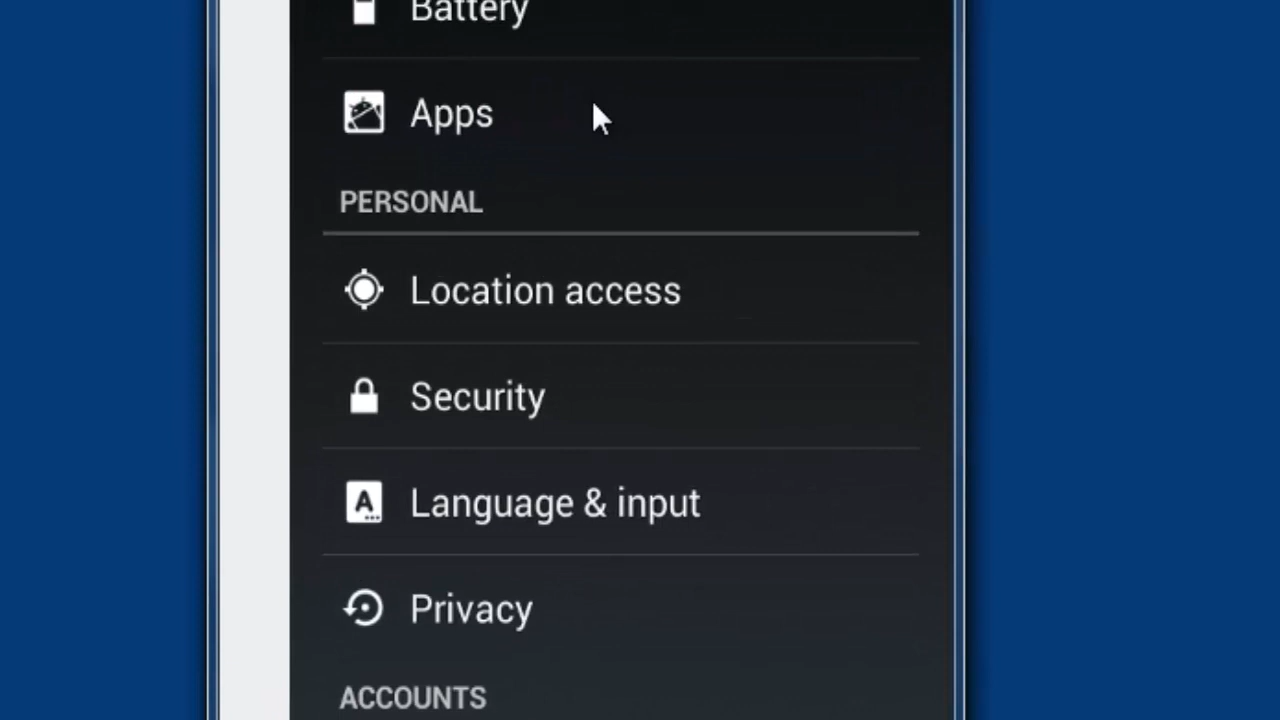 Battery
Apps
PERSONAL
Location access
Security
Language & input
Privacy
ACCOUNTS